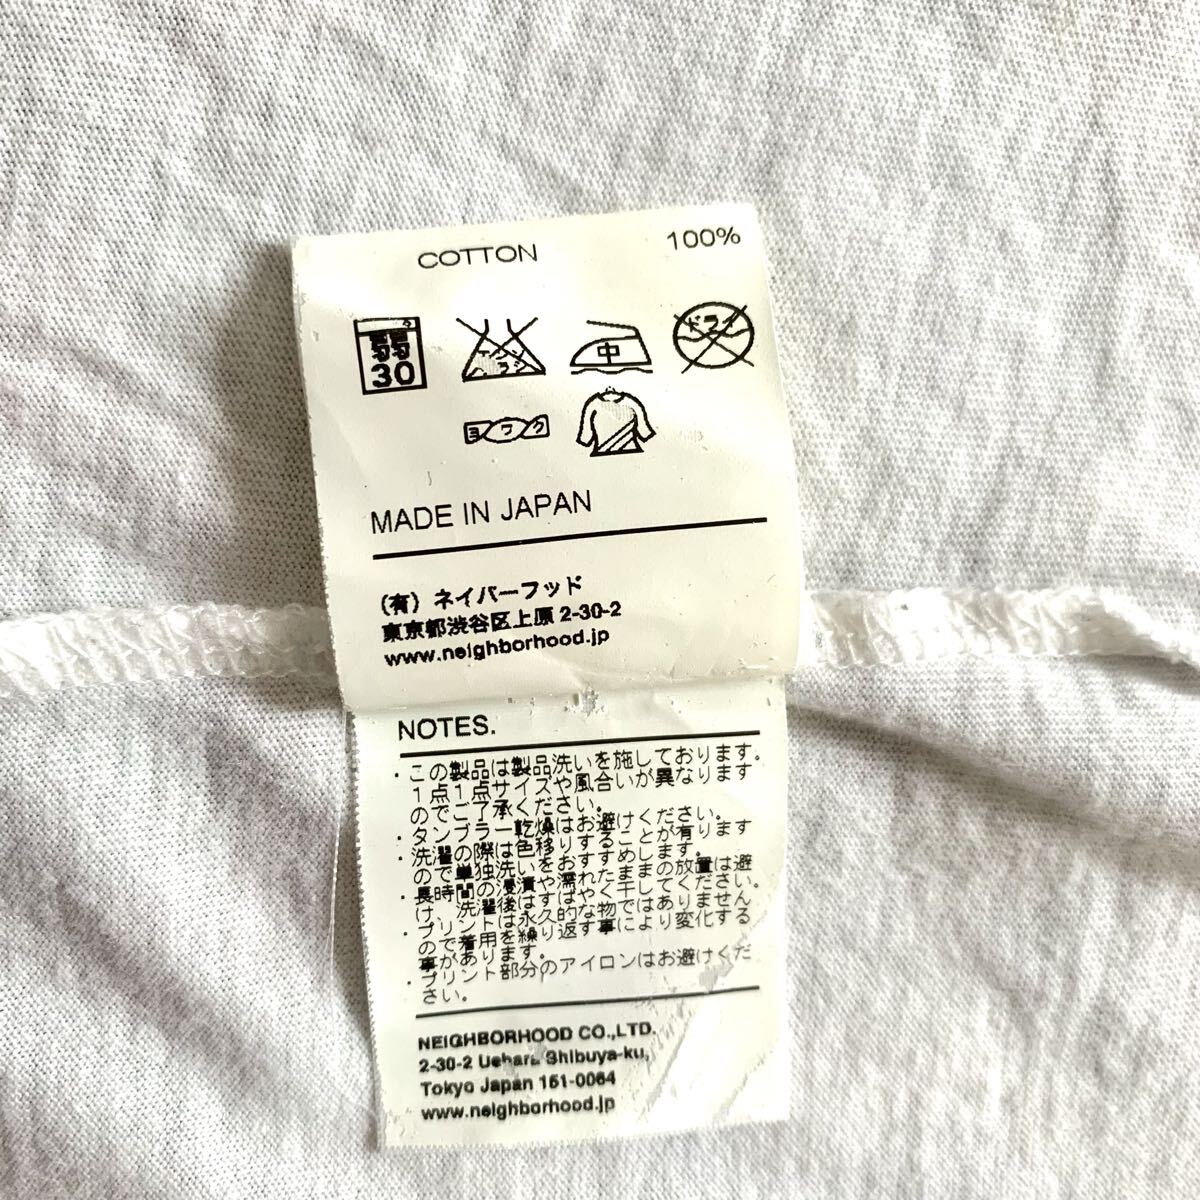 COTTON 100%
30
エンソ
サラシ
中
ドライ
ヨワク
MADE IN JAPAN
(有) ネイバーフッド
東京都渋谷区上原 2-30-2
www.neighborhood.jp
NOTES.
・この製品は製品洗いを施しております。
1点1点サイズや風合いが異なります
のでご了承ください。
・タンブラー乾燥はお避けください。
・洗濯の際は色移りすることが有ります
ので単独洗いをおすすめします。
・長時間の浸漬や濡れたままの放置は避
け、洗濯後はすばやく干してください。
・プリントは永久的な物ではありません
ので着用を繰り返す事により変化する
事があります。
・プリント部分のアイロンはお避けくだ
さい。
NEIGHBORHOOD CO.,LTD.
2-30-2 Uehara Shibuya-ku,
Tokyo Japan 151-0064
www.neighborhood.jp